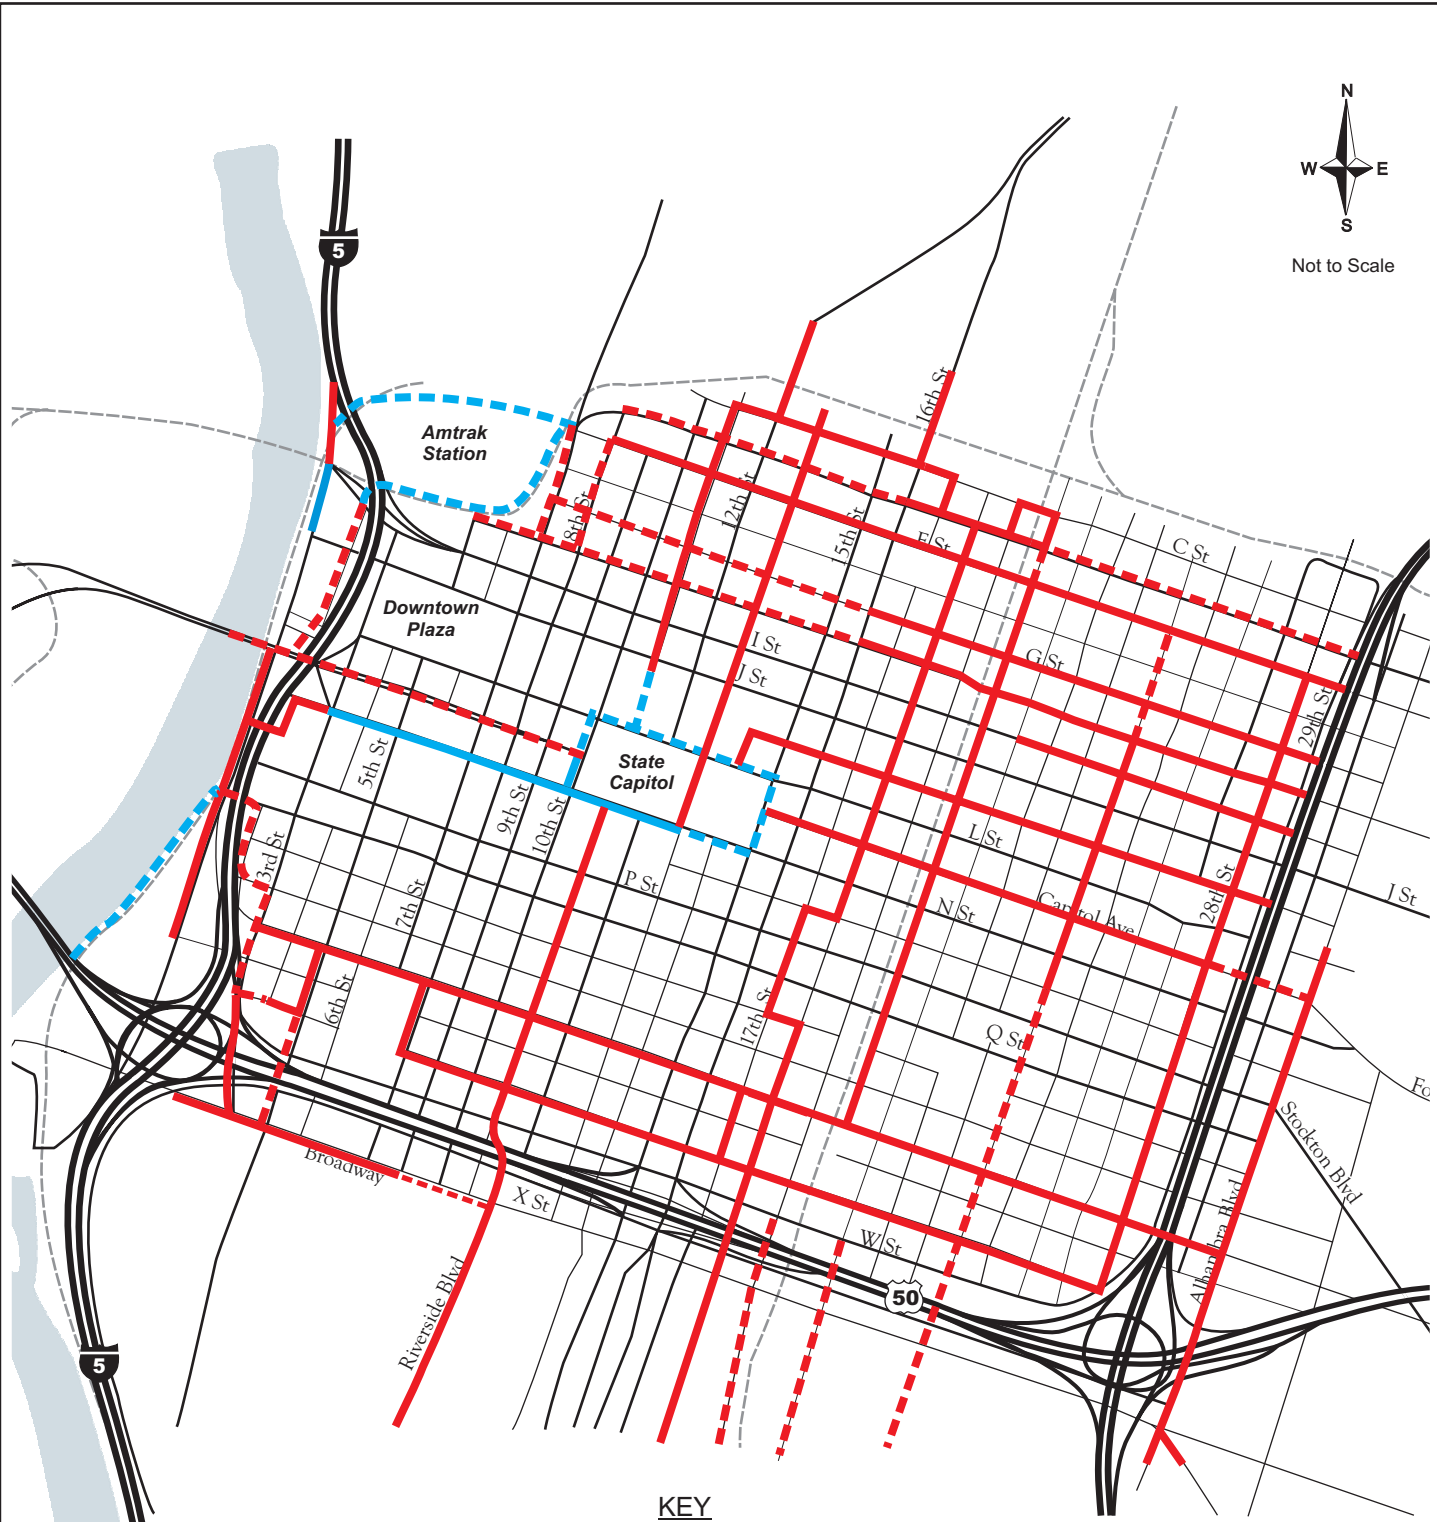 N
W E
S
Not to Scale
5
16th St
Amtrak
Station
12th St
8th St
15th St
F St
C St
Downtown
Plaza
I St
J St
G St
29th St
State
Capitol
5th St
9th St
10th St
3rd St
L St
P St
7th St
N St
Capitol Ave
28th St
J St
6th St
17th St
Q St
Fo
Stockton Blvd
Broadway
X St
Alhambra Blvd
W St
50
Riverside Blvd
5
KEY